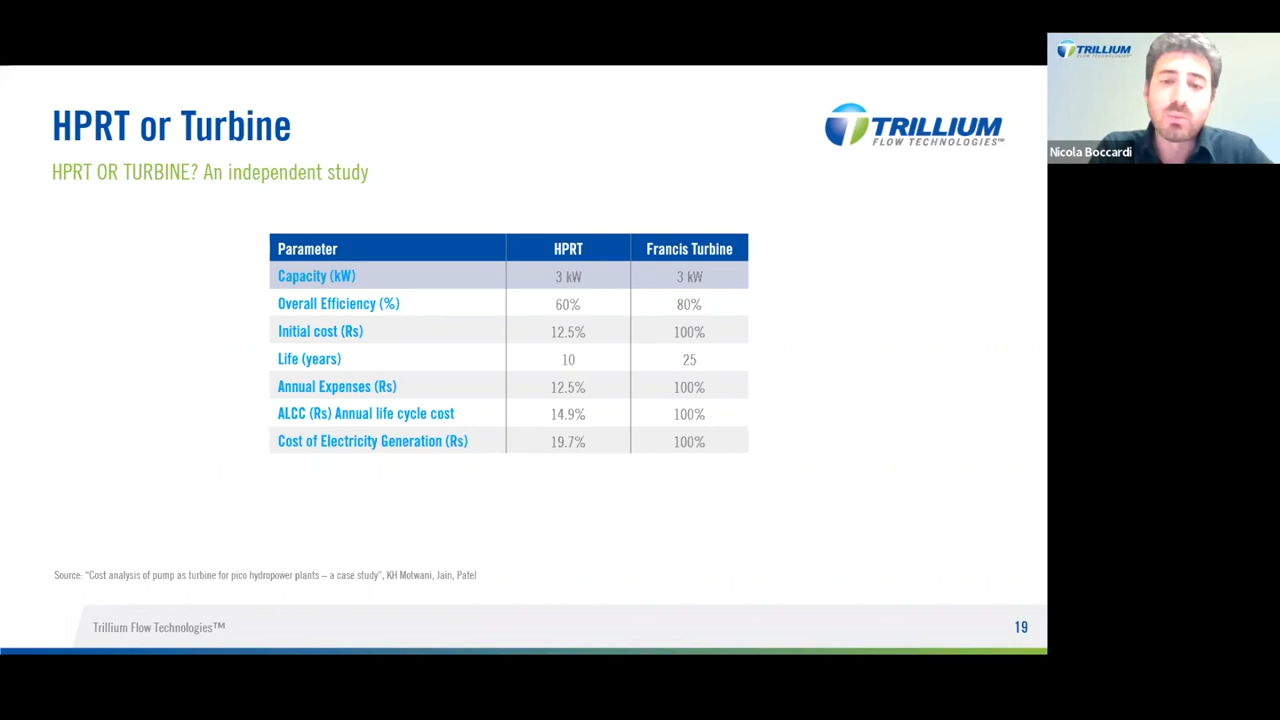 HPRT or Turbine
HPRT OR TURBINE? An independent study
TRILLIUM
FLOW TECHNOLOGIES™
TRILLIUM
FLOW TECHNOLOGIES
Nicola Boccardi
Parameter HPRT Francis Turbine
Capacity (kW) 3 kW 3 kW
Overall Efficiency (%) 60% 80%
Initial cost (Rs) 12.5% 100%
Life (years) 10 25
Annual Expenses (Rs) 12.5% 100%
ALCC (Rs) Annual life cycle cost 14.9% 100%
Cost of Electricity Generation (Rs) 19.7% 100%
Source: “Cost analysis of pump as turbine for pico hydropower plants – a case study”, KH Motwani, Jain, Patel
Trillium Flow Technologies™ 19